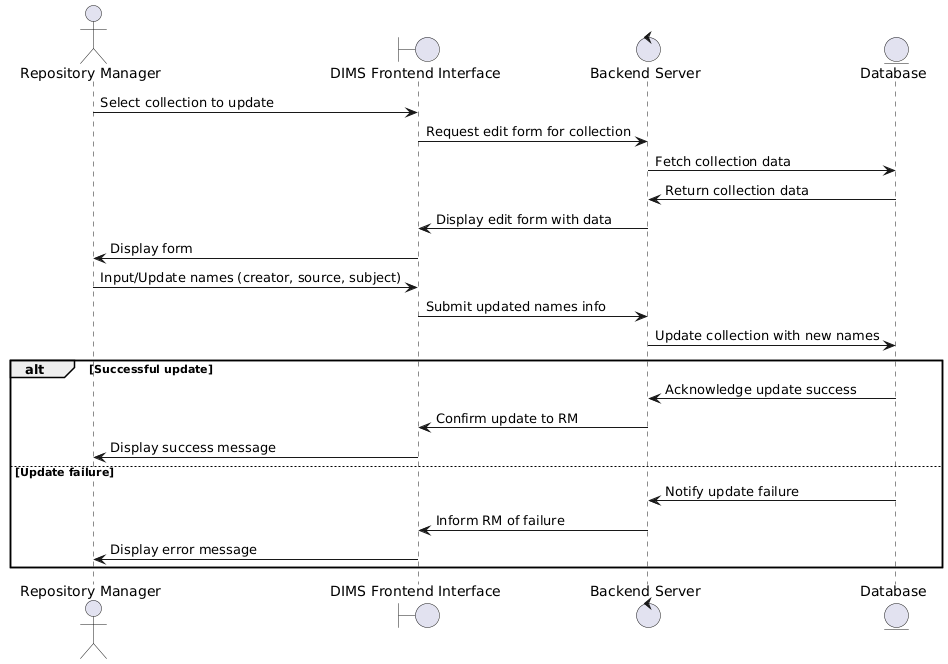 Repository Manager
DIMS Frontend Interface
Backend Server
Database
Select collection to update
Request edit form for collection
Fetch collection data
Return collection data
Display edit form with data
Display form
Input/Update names (creator, source, subject)
Submit updated names info
Update collection with new names
alt [Successful update]
Acknowledge update success
Confirm update to RM
Display success message
[Update failure]
Notify update failure
Inform RM of failure
Display error message
Repository Manager
DIMS Frontend Interface
Backend Server
Database